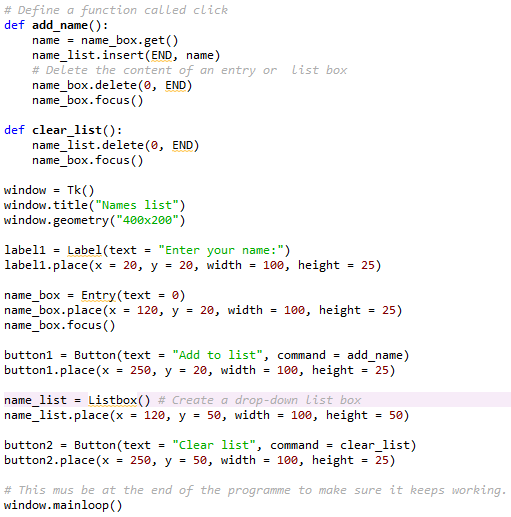 # Define a function called click
def add_name():
    name = name_box.get()
    name_list.insert(END, name)
    # Delete the content of an entry or  list box
    name_box.delete(0, END)
    name_box.focus()

def clear_list():
    name_list.delete(0, END)
    name_box.focus()

window = Tk()
window.title("Names list")
window.geometry("400x200")

label1 = Label(text = "Enter your name:")
label1.place(x = 20, y = 20, width = 100, height = 25)

name_box = Entry(text = 0)
name_box.place(x = 120, y = 20, width = 100, height = 25)
name_box.focus()

button1 = Button(text = "Add to list", command = add_name)
button1.place(x = 250, y = 20, width = 100, height = 25)

name_list = Listbox() # Create a drop-down list box
name_list.place(x = 120, y = 50, width = 100, height = 50)

button2 = Button(text = "Clear list", command = clear_list)
button2.place(x = 250, y = 50, width = 100, height = 25)

# This mus be at the end of the programme to make sure it keeps working.
window.mainloop()